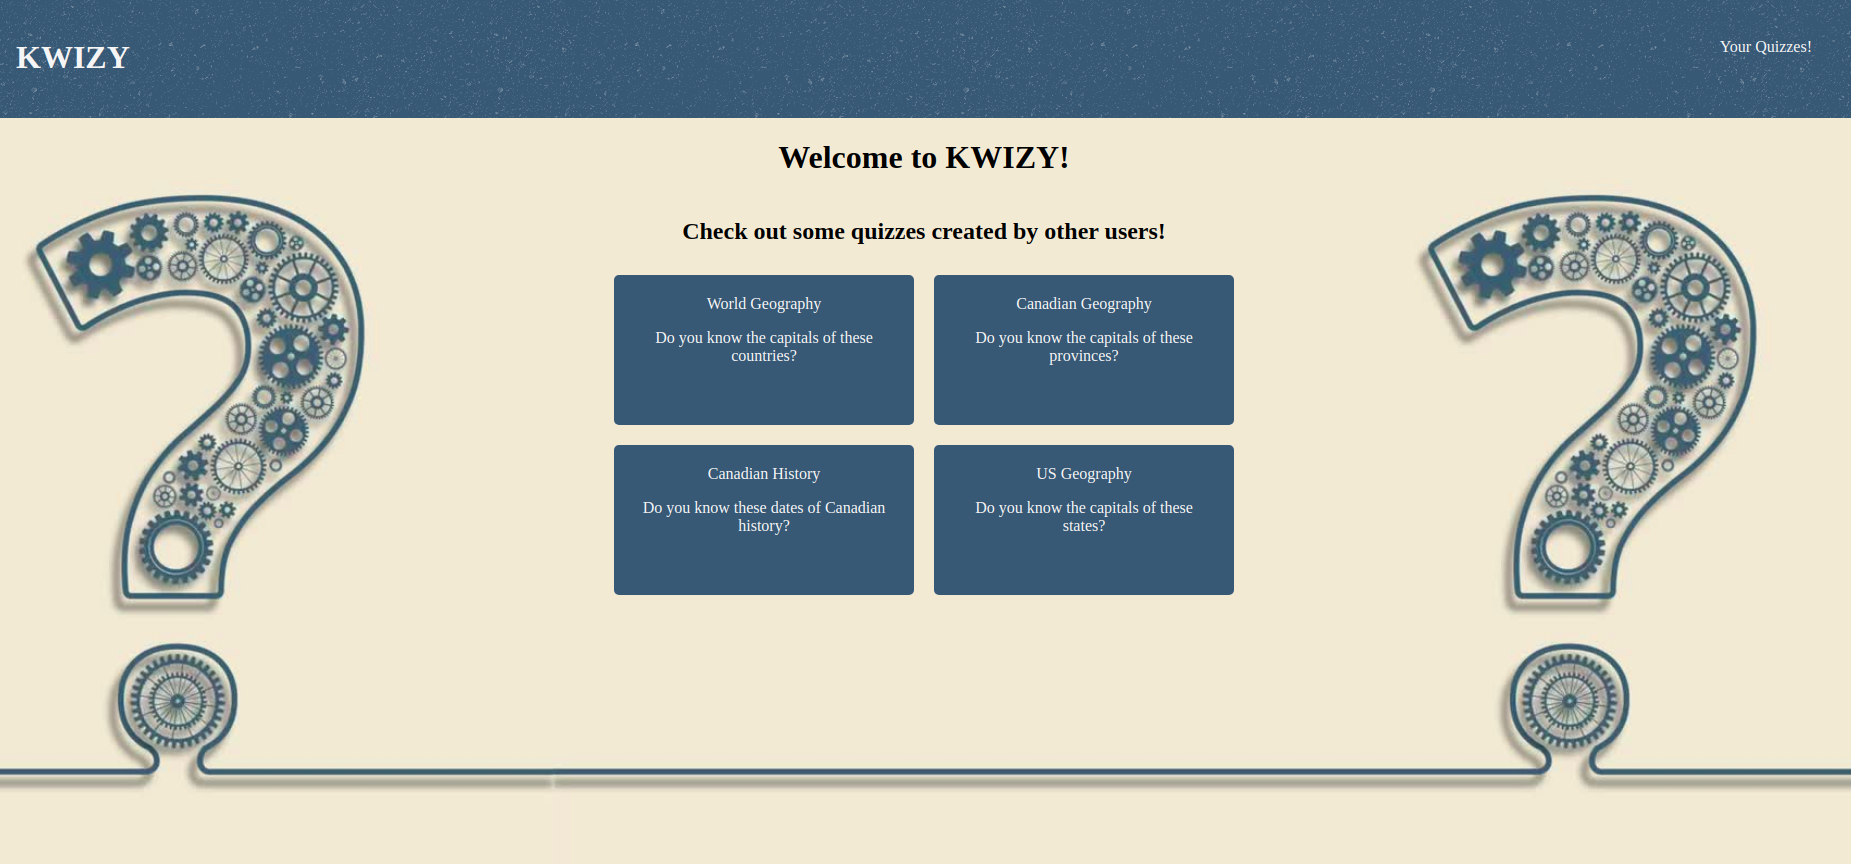 KWIZY
Your Quizzes!
Welcome to KWIZY!
Check out some quizzes created by other users!
World Geography
Do you know the capitals of these
countries?
Canadian Geography
Do you know the capitals of these
provinces?
Canadian History
Do you know these dates of Canadian
history?
US Geography
Do you know the capitals of these
states?